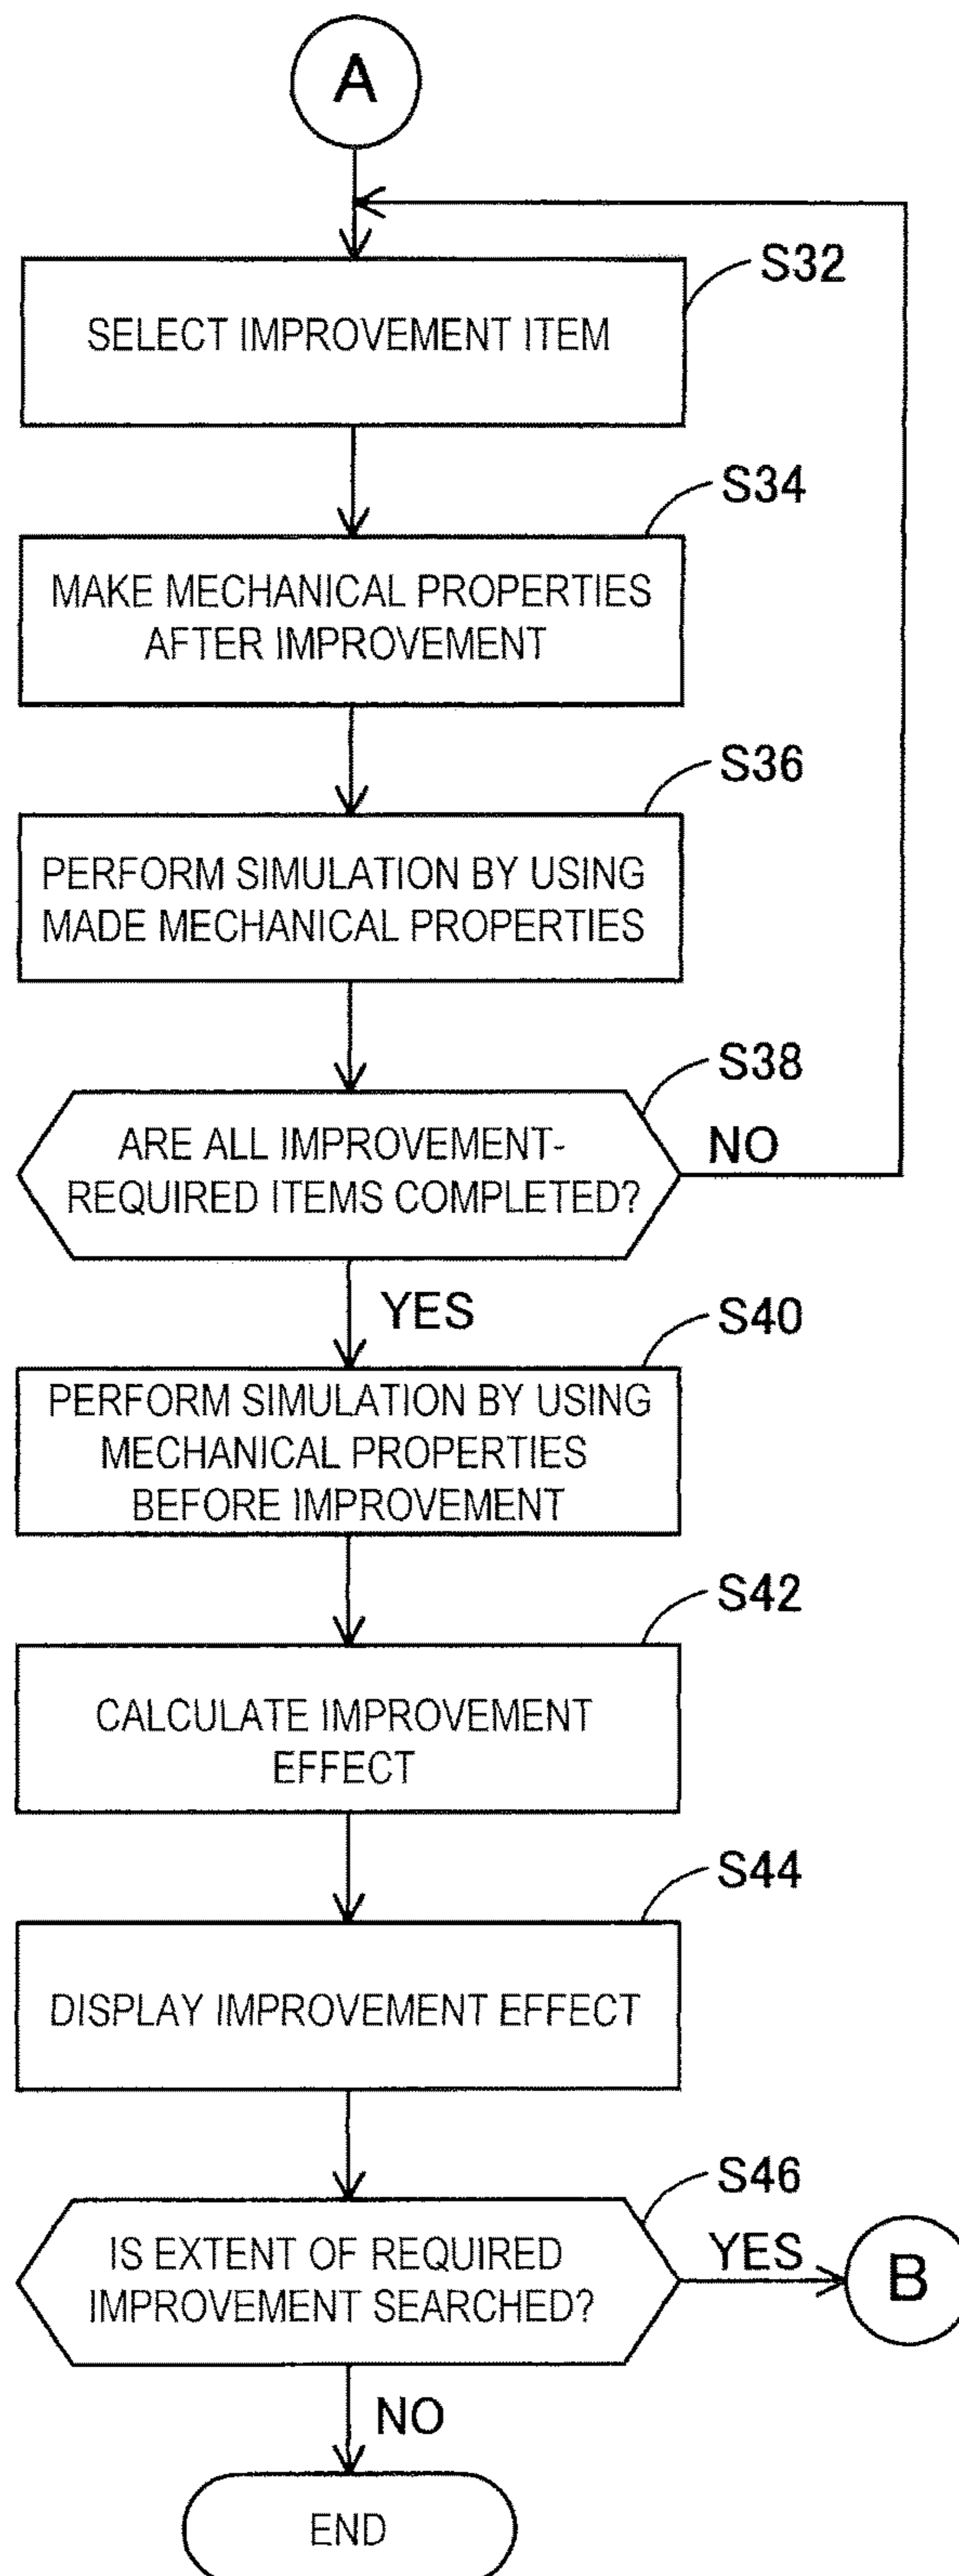 A
S32
SELECT IMPROVEMENT ITEM
S34
MAKE MECHANICAL PROPERTIES
AFTER IMPROVEMENT
S36
PERFORM SIMULATION BY USING
MADE MECHANICAL PROPERTIES
S38
ARE ALL IMPROVEMENT-
REQUIRED ITEMS COMPLETED?
NO
YES
S40
PERFORM SIMULATION BY USING
MECHANICAL PROPERTIES
BEFORE IMPROVEMENT
S42
CALCULATE IMPROVEMENT
EFFECT
S44
DISPLAY IMPROVEMENT EFFECT
S46
IS EXTENT OF REQUIRED
IMPROVEMENT SEARCHED?
YES
B
NO
END